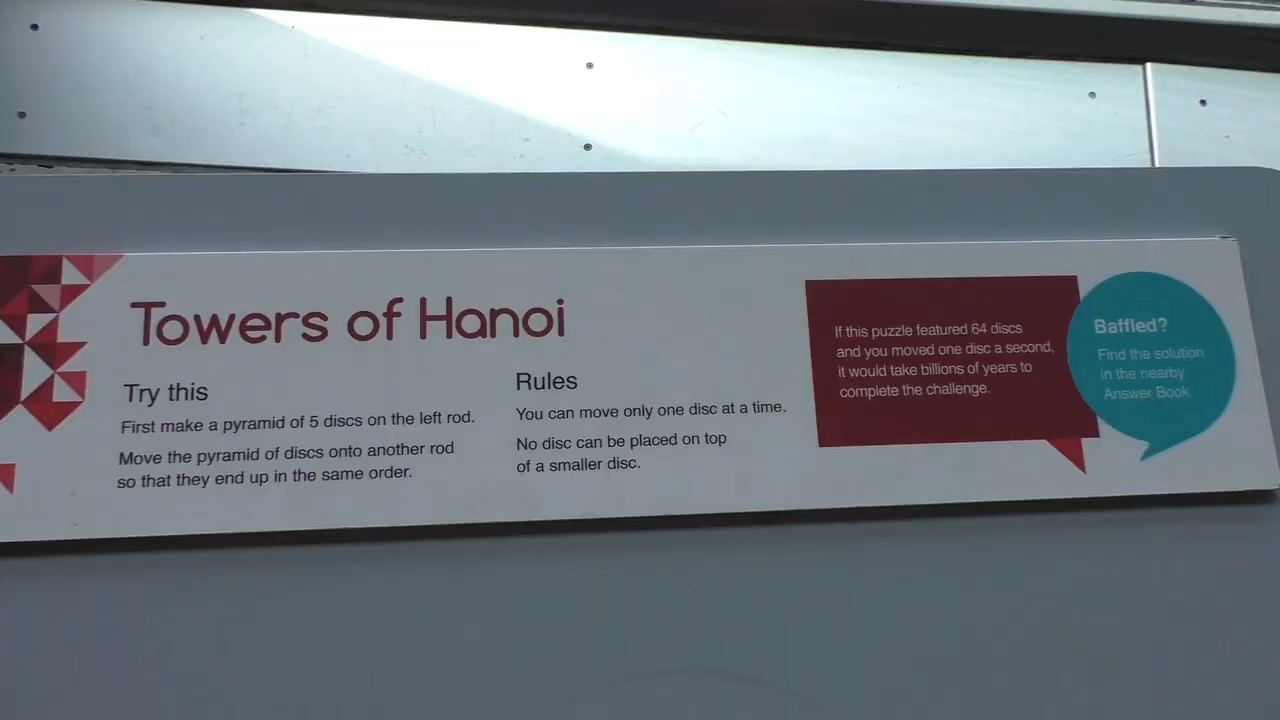 Towers of Hanoi
Try this
First make a pyramid of 5 discs on the left rod.
Move the pyramid of discs onto another rod
so that they end up in the same order.
Rules
You can move only one disc at a time.
No disc can be placed on top
of a smaller disc.
If this puzzle featured 64 discs
and you moved one disc a second,
it would take billions of years to
complete the challenge.
Baffled?
Find the solution
in the nearby
Answer Book